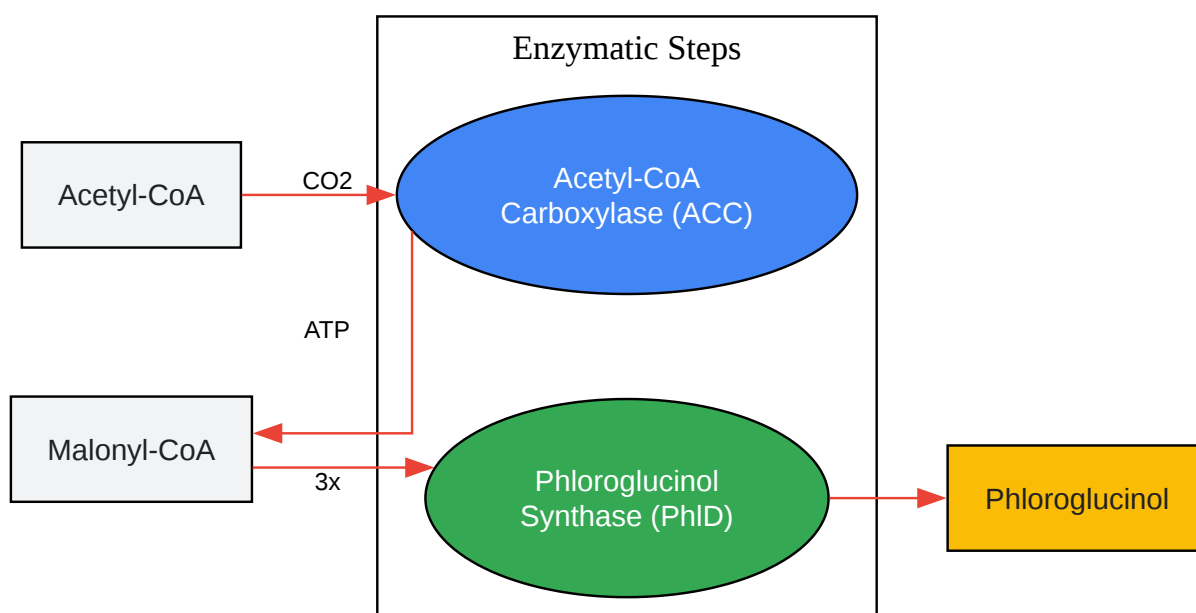 Enzymatic Steps
Acetyl-CoA
CO2
Acetyl-CoA
Carboxylase (ACC)
ATP
Malonyl-CoA
3x
Phloroglucinol
Synthase (PhlD)
Phloroglucinol